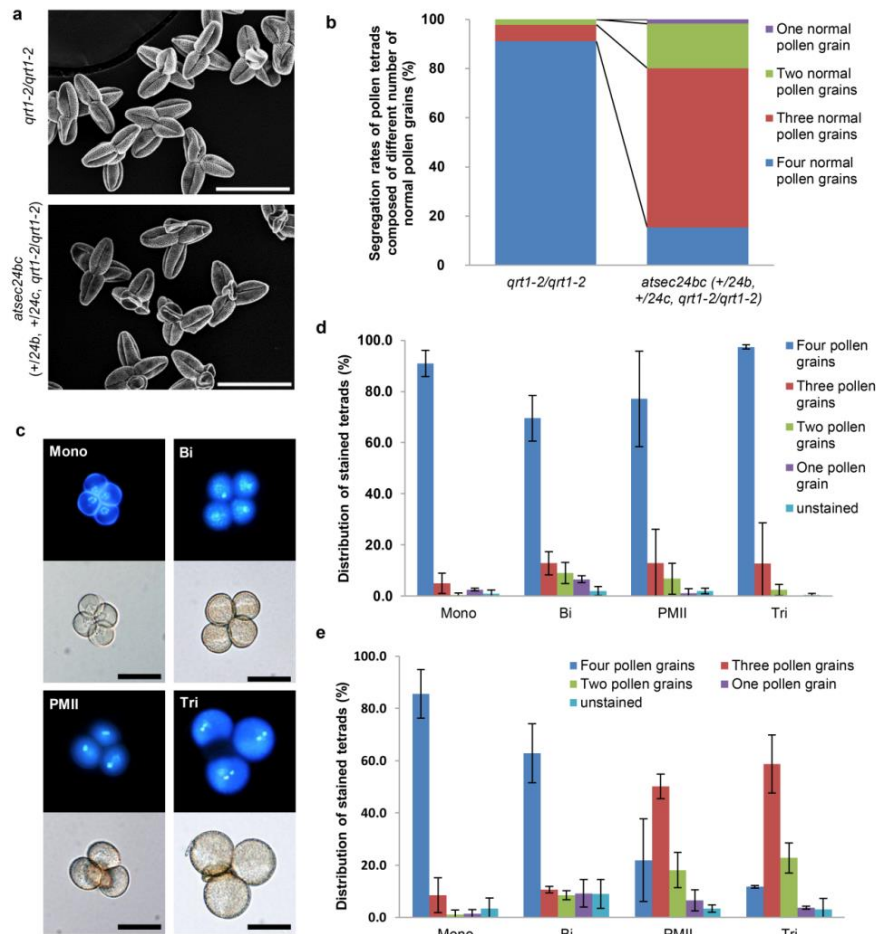 a
qrt1-2/qrt1-2
atsec24bc
(+/24b, +/24c, qrt1-2/qrt1-2)
b
Segregation rates of pollen tetrads
composed of different number of
normal pollen grains (%)
100
80
60
40
20
0
qrt1-2/qrt1-2
atsec24bc (+/24b,
+/24c, qrt1-2/qrt1-2)
One normal
pollen grain
Two normal
pollen grains
Three normal
pollen grains
Four normal
pollen grains
c
Mono
Bi
PMII
Tri
d
Distribution of stained tetrads (%)
100.0
80.0
60.0
40.0
20.0
0.0
Mono
Bi
PMII
Tri
Four pollen
grains
Three pollen
grains
Two pollen
grains
One pollen
grain
unstained
e
Distribution of stained tetrads (%)
100.0
80.0
60.0
40.0
20.0
0.0
Four pollen grains
Three pollen grains
Two pollen grains
One pollen grain
unstained
Mono
Bi
PMII
Tri